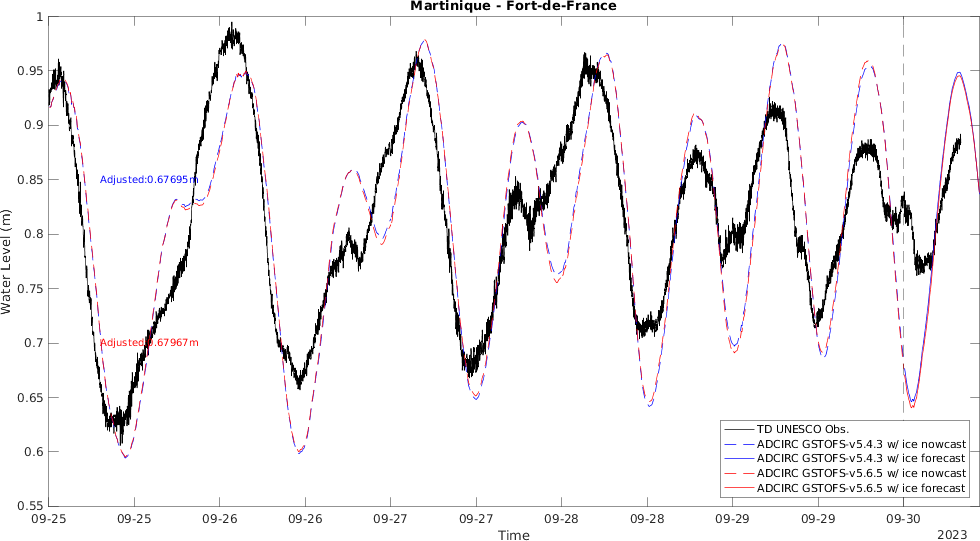 Martinique - Fort-de-France
1
0.95
0.9
0.85
0.8
0.75
0.7
0.65
0.6
0.55
Water Level (m)
Adjusted:0.67695m
Adjusted:0.67967m
TD UNESCO Obs.
ADCIRC GSTOFS-v5.4.3 w/ ice nowcast
ADCIRC GSTOFS-v5.4.3 w/ ice forecast
ADCIRC GSTOFS-v5.6.5 w/ ice nowcast
ADCIRC GSTOFS-v5.6.5 w/ ice forecast
09-25 09-25 09-26 09-26 09-27 09-27 09-28 09-28 09-29 09-29 09-30
Time
2023